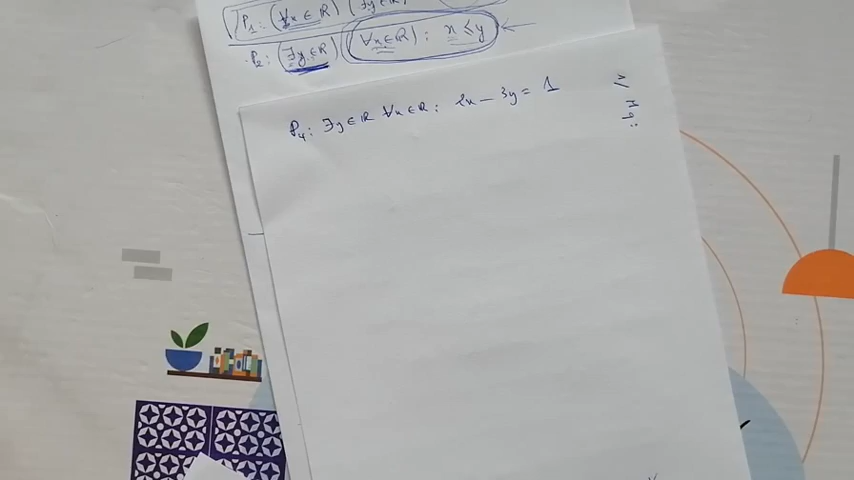 P₁: (∀x∈ℝ) (∃y∈ℝ)
P₂: (∃y∈ℝ) (∀x∈ℝ): x ≤ y
P₄: ∃y∈ℝ ∀x∈ℝ: 2x — 3y = 1